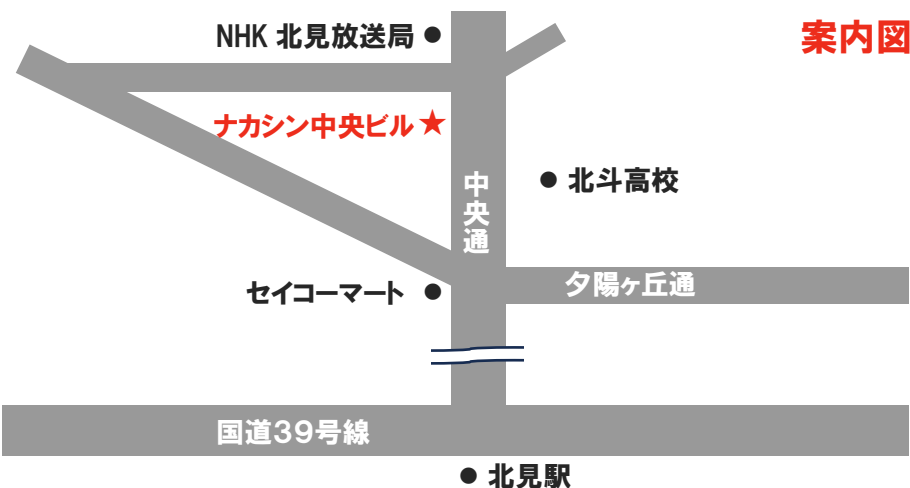 案内図
NHK 北見放送局
ナカシン中央ビル
中央通
北斗高校
夕陽ヶ丘通
セイコーマート
国道39号線
北見駅